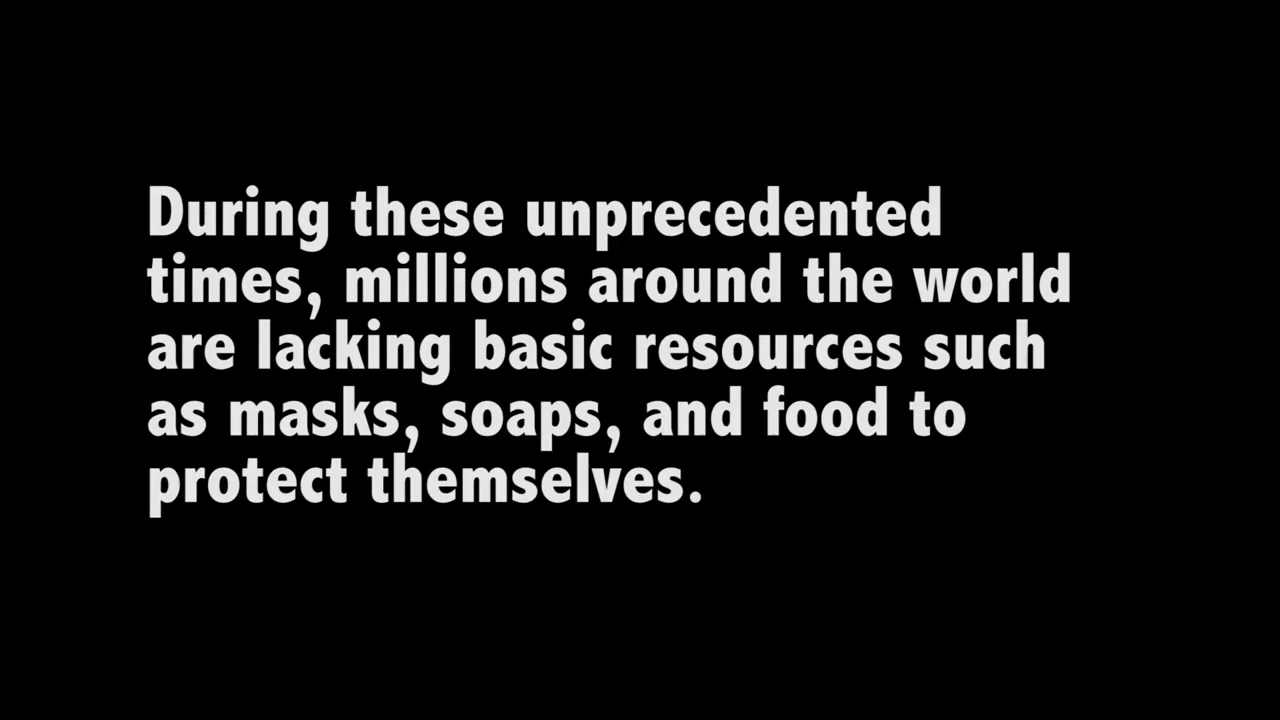 During these unprecedented
times, millions around the world
are lacking basic resources such
as masks, soaps, and food to
protect themselves.